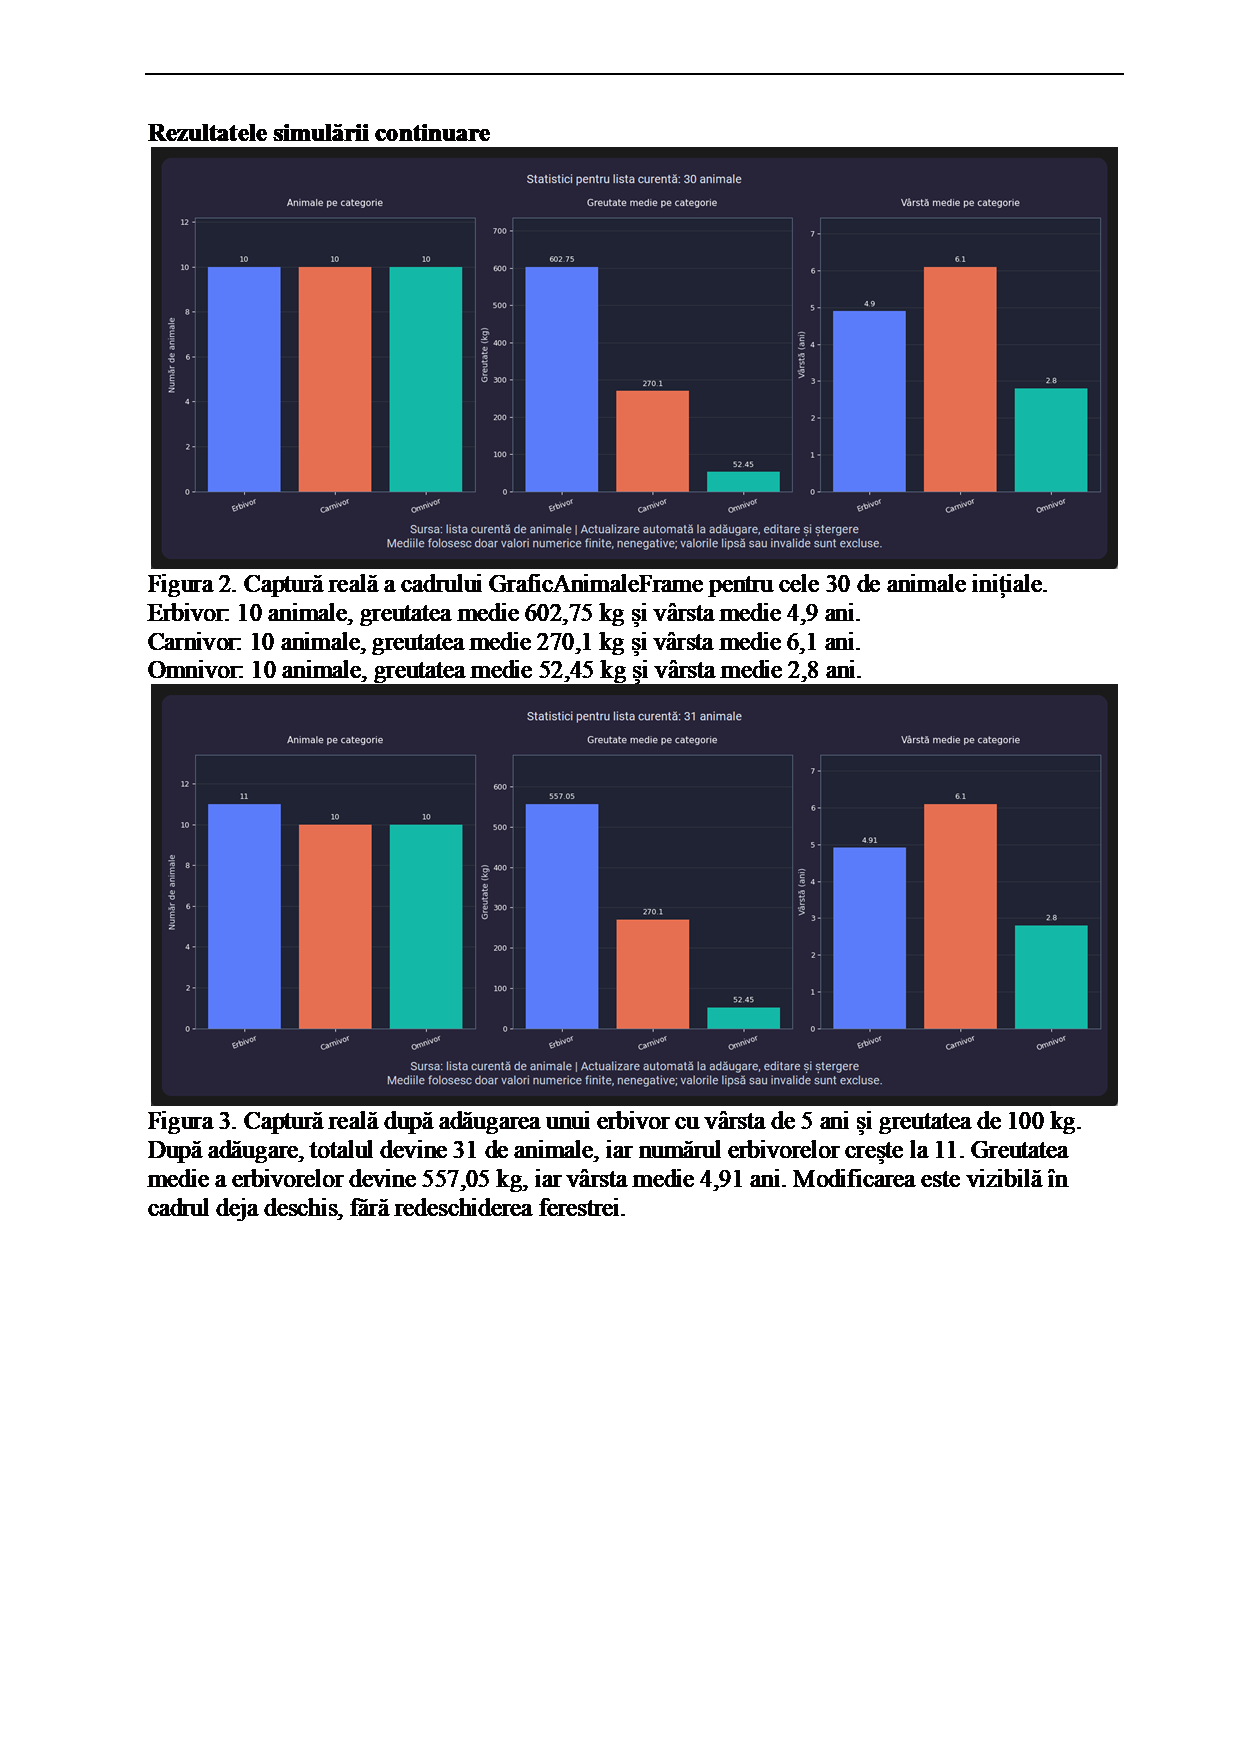 Rezultatele simulării continuare
Statistici pentru lista curentă: 30 animale
Animale pe categorie
Număr de animale
12
10
8
6
4
2
0
10
10
10
Erbivor
Carnivor
Omnivor
Greutate medie pe categorie
Greutate (kg)
700
600
500
400
300
200
100
0
602.75
270.1
52.45
Erbivor
Carnivor
Omnivor
Vârstă medie pe categorie
Vârstă (ani)
7
6
5
4
3
2
1
0
4.9
6.1
2.8
Erbivor
Carnivor
Omnivor
Sursa: lista curentă de animale | Actualizare automată la adăugare, editare și ștergere
Mediile folosesc doar valori numerice finite, nenegative; valorile lipsă sau invalide sunt excluse.
Figura 2. Captură reală a cadrului GraficAnimaleFrame pentru cele 30 de animale inițiale.
Erbivor: 10 animale, greutatea medie 602,75 kg și vârsta medie 4,9 ani.
Carnivor: 10 animale, greutatea medie 270,1 kg și vârsta medie 6,1 ani.
Omnivor: 10 animale, greutatea medie 52,45 kg și vârsta medie 2,8 ani.
Statistici pentru lista curentă: 31 animale
Animale pe categorie
Număr de animale
12
10
8
6
4
2
0
11
10
10
Erbivor
Carnivor
Omnivor
Greutate medie pe categorie
Greutate (kg)
600
500
400
300
200
100
0
557.05
270.1
52.45
Erbivor
Carnivor
Omnivor
Vârstă medie pe categorie
Vârstă (ani)
7
6
5
4
3
2
1
0
4.91
6.1
2.8
Erbivor
Carnivor
Omnivor
Sursa: lista curentă de animale | Actualizare automată la adăugare, editare și ștergere
Mediile folosesc doar valori numerice finite, nenegative; valorile lipsă sau invalide sunt excluse.
Figura 3. Captură reală după adăugarea unui erbivor cu vârsta de 5 ani și greutatea de 100 kg.
După adăugare, totalul devine 31 de animale, iar numărul erbivorelor crește la 11. Greutatea
medie a erbivorelor devine 557,05 kg, iar vârsta medie 4,91 ani. Modificarea este vizibilă în
cadrul deja deschis, fără redeschiderea ferestrei.